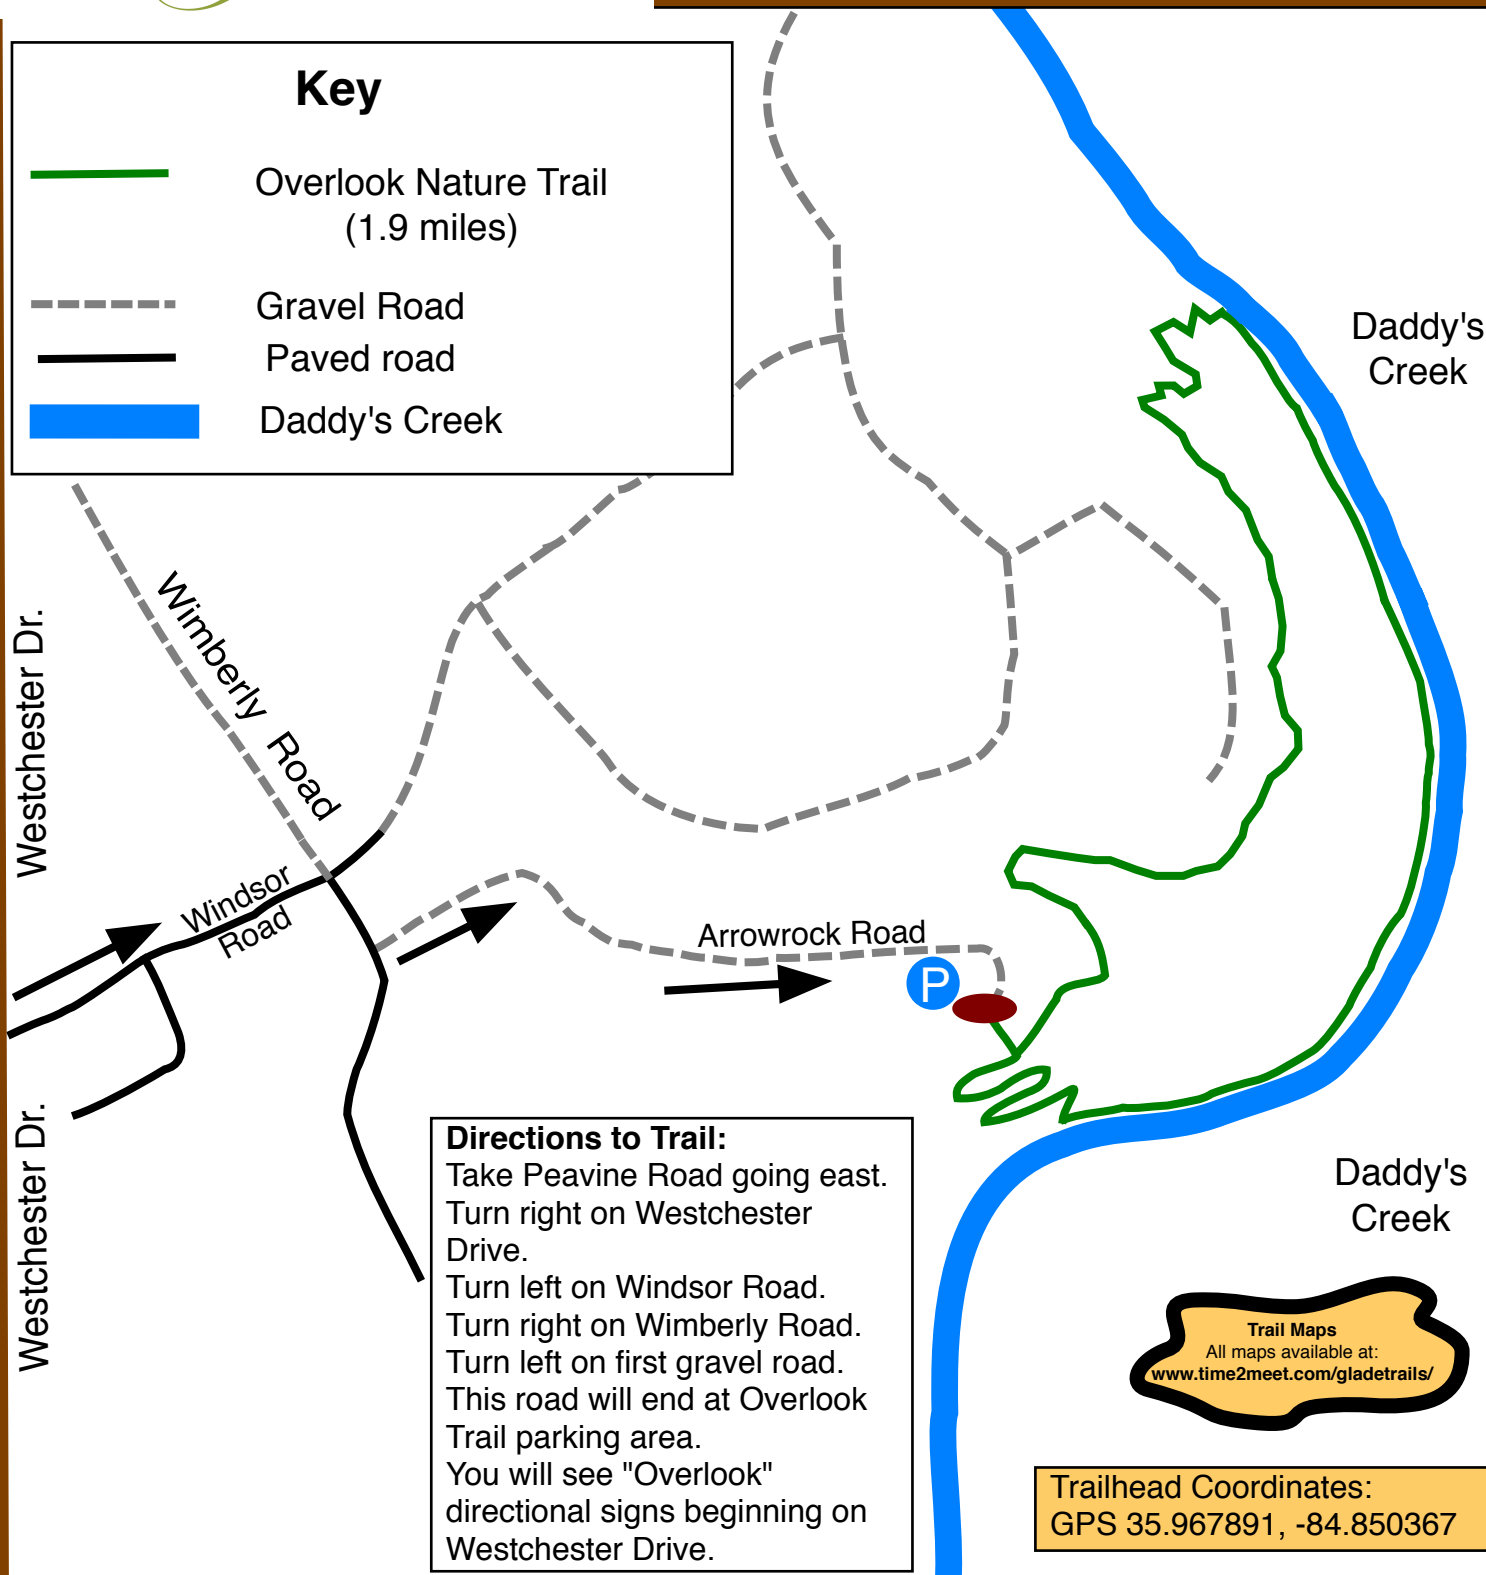 Key
Overlook Nature Trail
(1.9 miles)
Gravel Road
Paved road
Daddy's Creek
Daddy's
Creek
Wimberly Road
Westchester Dr.
Windsor
Road
Arrowrock Road
P
Westchester Dr.
Directions to Trail:
Take Peavine Road going east.
Turn right on Westchester
Drive.
Turn left on Windsor Road.
Turn right on Wimberly Road.
Turn left on first gravel road.
This road will end at Overlook
Trail parking area.
You will see "Overlook"
directional signs beginning on
Westchester Drive.
Daddy's
Creek
Trail Maps
All maps available at:
www.time2meet.com/gladetrails/
Trailhead Coordinates:
GPS 35.967891, -84.850367